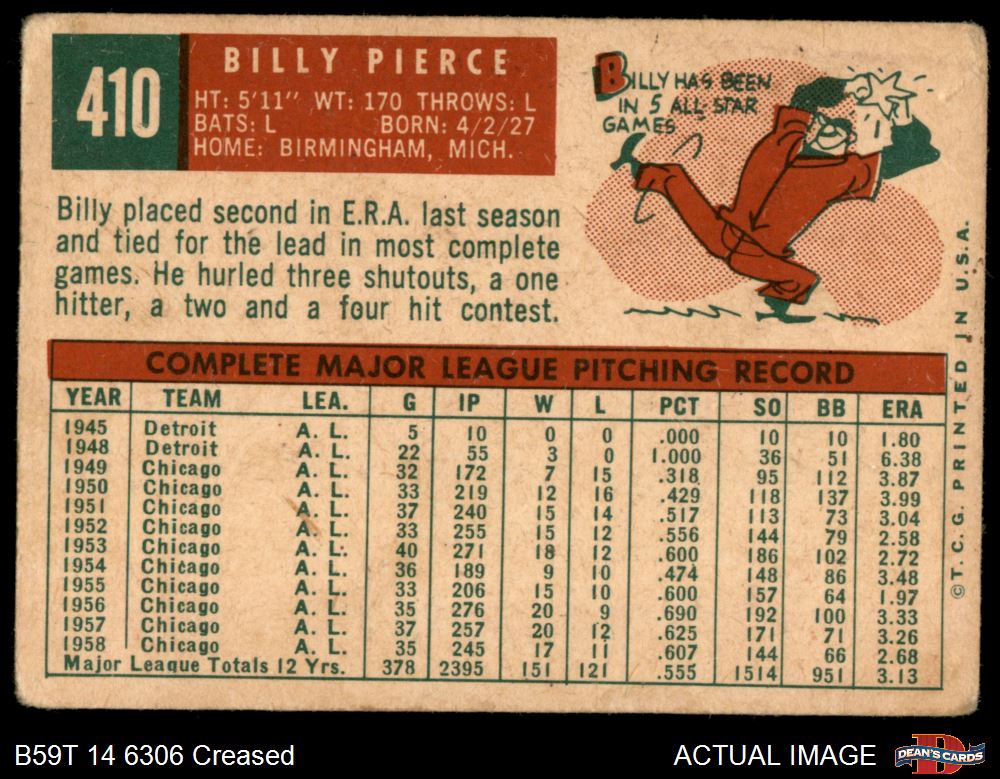 410
BILLY PIERCE
HT: 5'11" WT: 170 THROWS: L
BATS: L BORN: 4/2/27
HOME: BIRMINGHAM, MICH.
BILLY HAS BEEN
IN 5 ALL STAR
GAMES
Billy placed second in E.R.A. last season
and tied for the lead in most complete
games. He hurled three shutouts, a one
hitter, a two and a four hit contest.
COMPLETE MAJOR LEAGUE PITCHING RECORD
YEAR TEAM LEA. G IP W L PCT SO BB ERA
1945 Detroit A. L. 5 10 0 0 .000 10 10 1.80
1948 Detroit A. L. 22 55 3 0 1.000 36 51 6.38
1949 Chicago A. L. 32 172 7 15 .318 95 112 3.87
1950 Chicago A. L. 33 219 12 16 .429 118 137 3.99
1951 Chicago A. L. 37 240 15 14 .517 113 73 3.04
1952 Chicago A. L. 33 255 15 12 .556 144 79 2.58
1953 Chicago A. L. 40 271 18 12 .600 186 102 2.72
1954 Chicago A. L. 36 189 9 10 .474 148 86 3.48
1955 Chicago A. L. 33 206 15 10 .600 157 64 1.97
1956 Chicago A. L. 35 276 20 9 .690 192 100 3.33
1957 Chicago A. L. 37 257 20 12 .625 171 71 3.26
1958 Chicago A. L. 35 245 17 11 .607 144 66 2.68
Major League Totals 12 Yrs. 378 2395 151 121 .555 1514 951 3.13
©T.C.G. PRINTED IN U.S.A.
B59T 14 6306 Creased
ACTUAL IMAGE
DEAN'S CARDS